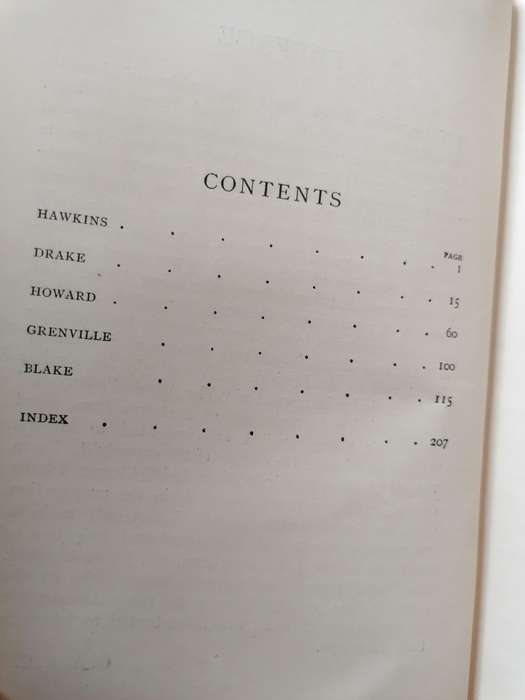 CONTENTS
PAGE
HAWKINS . . . . . . . . 1
DRAKE . . . . . . . . 15
HOWARD . . . . . . . . 60
GRENVILLE . . . . . . . 100
BLAKE . . . . . . . 115
INDEX . . . . . . . . 207